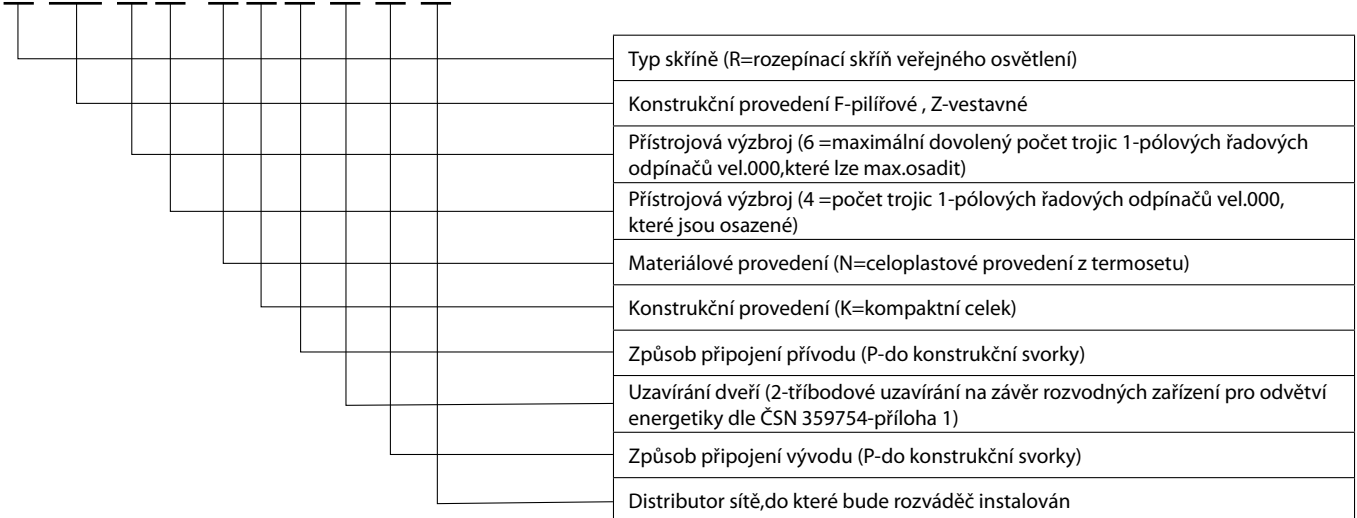 Typ skříně (R=rozepínací skříň veřejného osvětlení)
Konstrukční provedení F-pilířové , Z-vestavné
Přístrojová výzbroj (6 =maximální dovolený počet trojic 1-pólových řadových
odpínačů vel.000,které lze max.osadit)
Přístrojová výzbroj (4 =počet trojic 1-pólových řadových odpínačů vel.000,
které jsou osazené)
Materiálové provedení (N=celoplastové provedení z termosetu)
Konstrukční provedení (K=kompaktní celek)
Způsob připojení přívodu (P-do konstrukční svorky)
Uzavírání dveří (2-tříbodové uzavírání na závěr rozvodných zařízení pro odvětví
energetiky dle ČSN 359754-příloha 1)
Způsob připojení vývodu (P-do konstrukční svorky)
Distributor sítě,do které bude rozváděč instalován